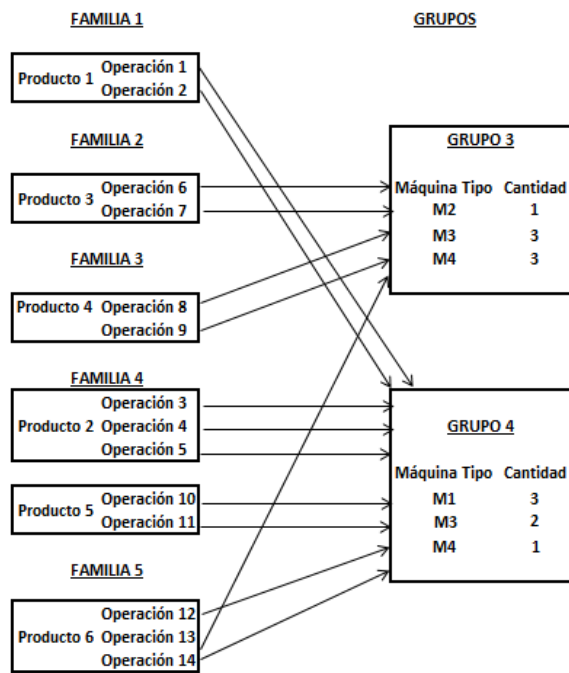 FAMILIA 1
Producto 1
Operación 1
Operación 2
FAMILIA 2
Producto 3
Operación 6
Operación 7
FAMILIA 3
Producto 4 Operación 8
Operación 9
FAMILIA 4
Producto 2
Operación 3
Operación 4
Operación 5
Producto 5
Operación 10
Operación 11
FAMILIA 5
Producto 6
Operación 12
Operación 13
Operación 14
GRUPOS
GRUPO 3
Máquina Tipo Cantidad
M2 1
M3 3
M4 3
GRUPO 4
Máquina Tipo Cantidad
M1 3
M3 2
M4 1